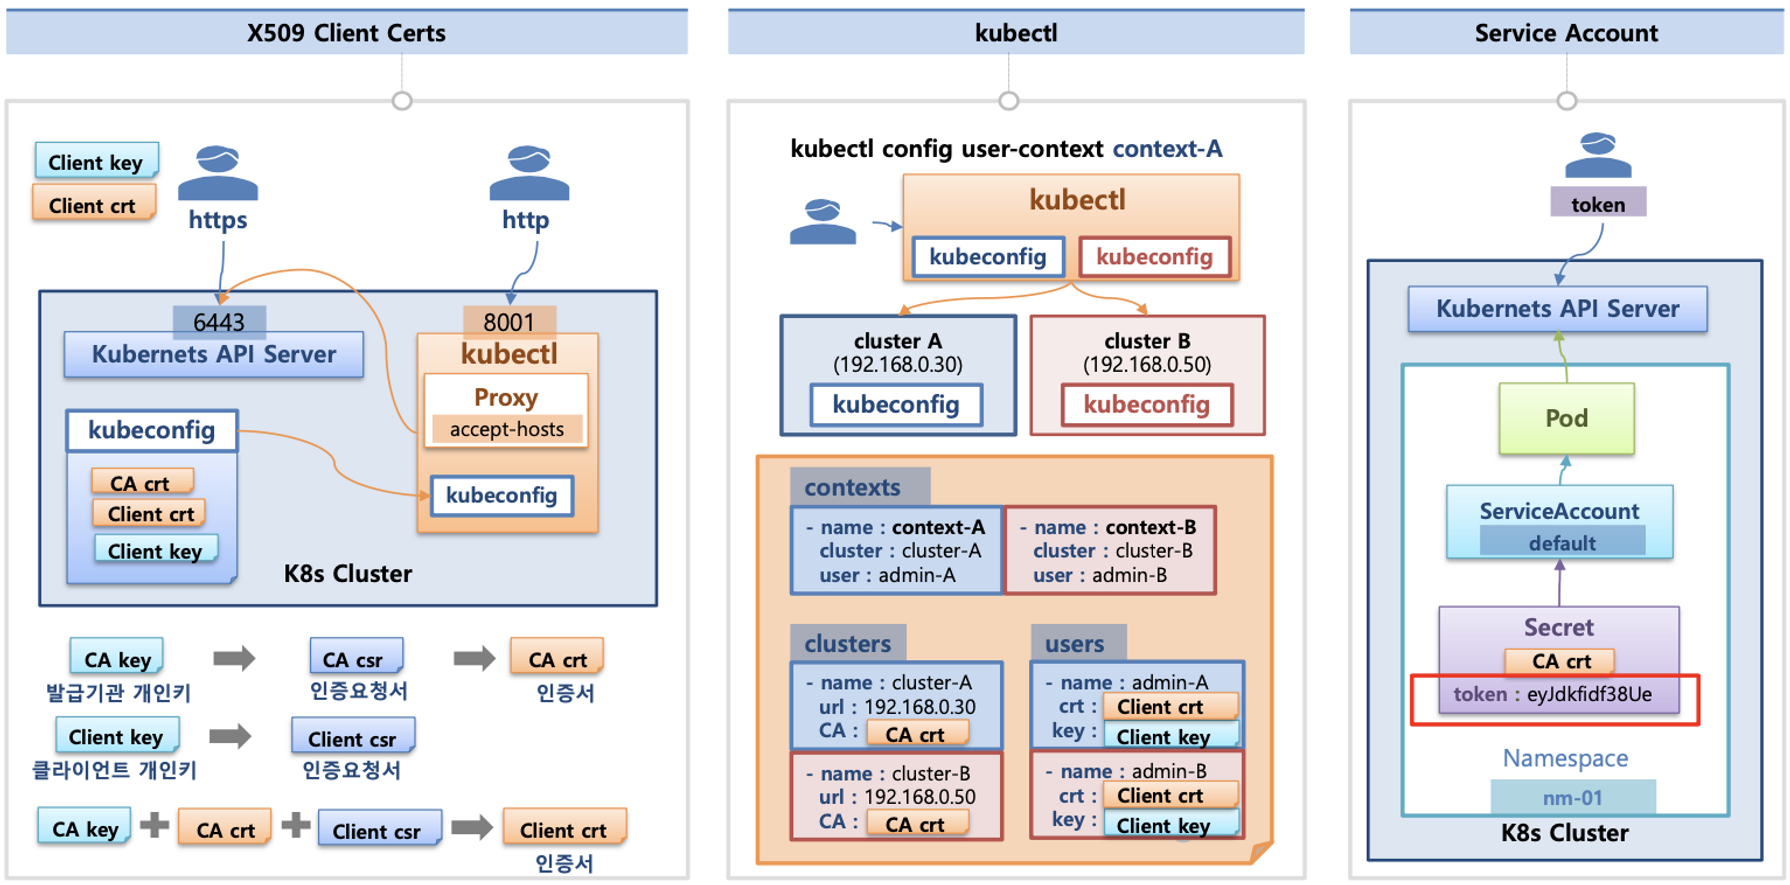 X509 Client Certs
Client key
Client crt
https
http
6443
Kubernets API Server
8001
kubectl
Proxy
accept-hosts
kubeconfig
kubeconfig
CA crt
Client crt
Client key
K8s Cluster
CA key
발급기관 개인키
CA csr
인증요청서
CA crt
인증서
Client key
클라이언트 개인키
Client csr
인증요청서
CA key
CA crt
Client csr
Client crt
인증서
kubectl
kubectl config user-context context-A
kubectl
kubeconfig
kubeconfig
cluster A
(192.168.0.30)
kubeconfig
cluster B
(192.168.0.50)
kubeconfig
contexts
- name : context-A
cluster : cluster-A
user : admin-A
- name : context-B
cluster : cluster-B
user : admin-B
clusters
- name : cluster-A
url : 192.168.0.30
CA : CA crt
- name : cluster-B
url : 192.168.0.50
CA : CA crt
users
- name : admin-A
crt : Client crt
key : Client key
- name : admin-B
crt : Client crt
key : Client key
Service Account
token
Kubernets API Server
Pod
ServiceAccount
default
Secret
CA crt
token : eyJdkfidf38Ue
Namespace
nm-01
K8s Cluster